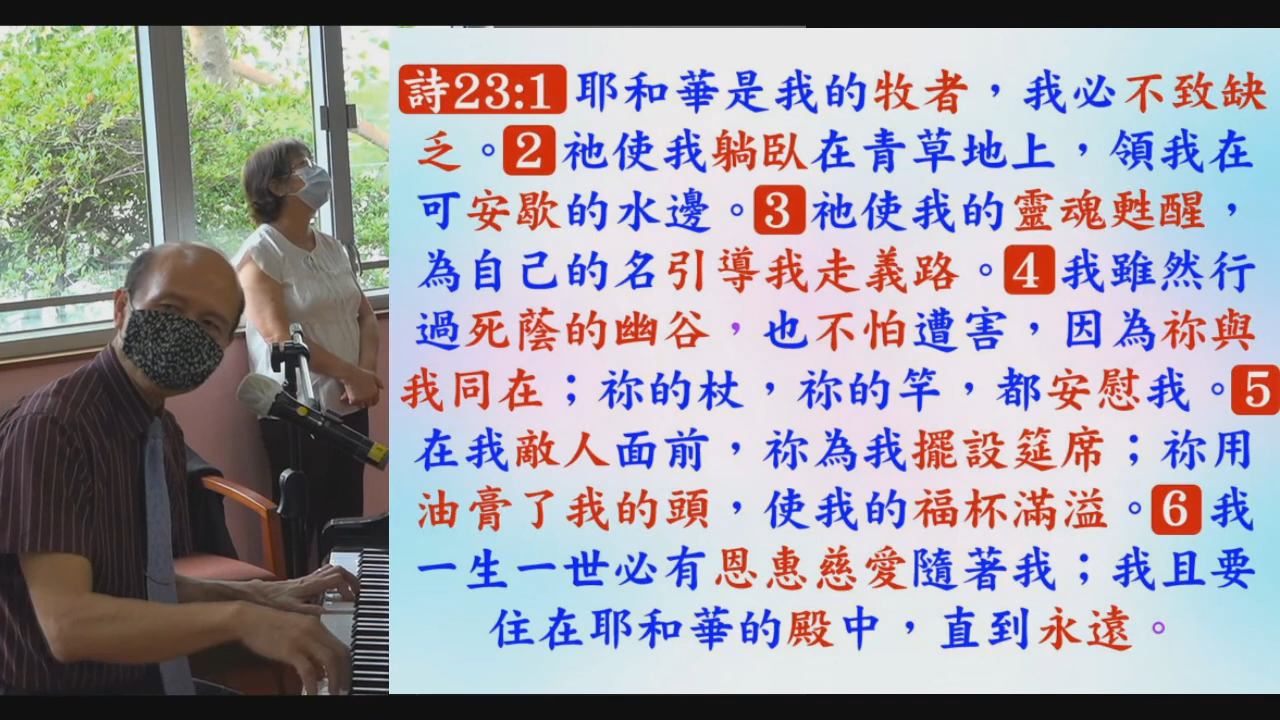 詩23:1 耶和華是我的牧者，我必不致缺
乏。2 祂使我躺臥在青草地上，領我在
可安歇的水邊。3 祂使我的靈魂甦醒，
為自己的名引導我走義路。4 我雖然行
過死蔭的幽谷，也不怕遭害，因為祢與
我同在；祢的杖，祢的竿，都安慰我。5
在我敵人面前，祢為我擺設筵席；祢用
油膏了我的頭，使我的福杯滿溢。6 我
一生一世必有恩惠慈愛隨著我；我且要
住在耶和華的殿中，直到永遠。